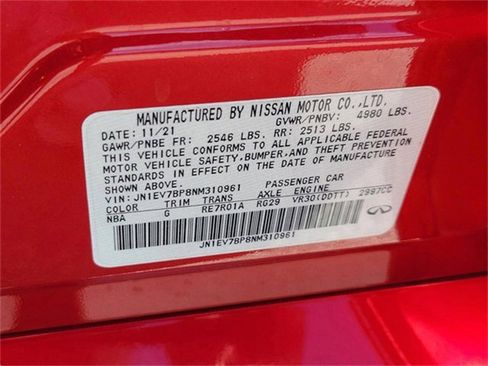 MANUFACTURED BY NISSAN MOTOR CO.,LTD.
DATE: 11/21 GVWR/PNBV: 4980 LBS.
GAWR/PNBE FR: 2546 LBS. RR: 2513 LBS.
THIS VEHICLE CONFORMS TO ALL APPLICABLE FEDERAL
MOTOR VEHICLE SAFETY, BUMPER, AND THEFT PREVENTION
STANDARDS IN EFFECT ON THE DATE OF MANUFACTURE
SHOWN ABOVE.
VIN: JN1EV7BP8NM310961 PASSENGER CAR
COLOR TRIM TRANS AXLE ENGINE
NBA G RE7R01A RG29 VR30(DDTT) 2997CC
JN1EV7BP8NM310961